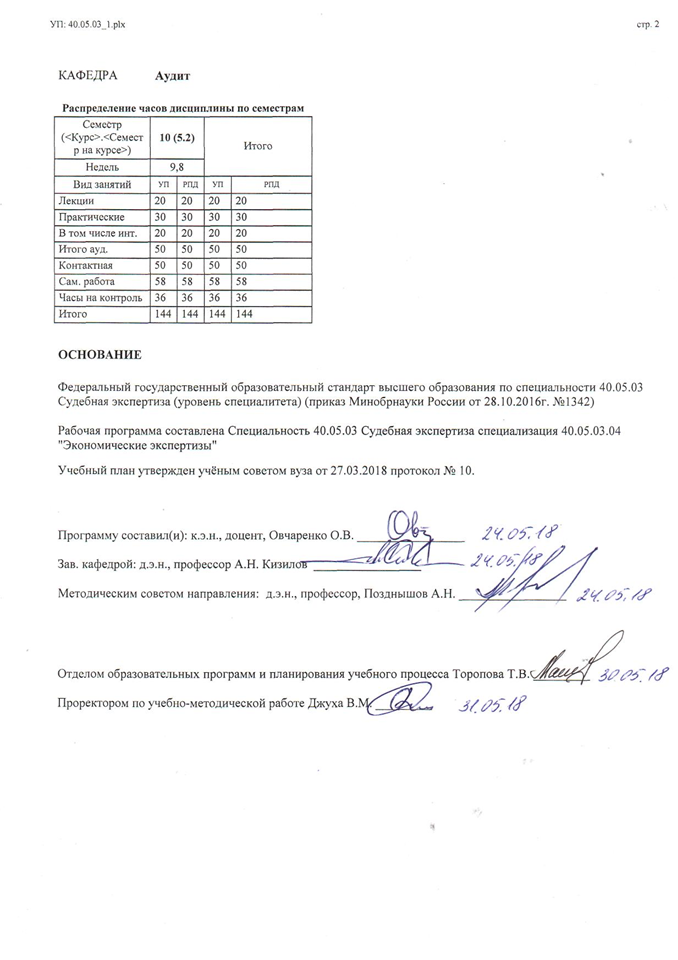 УП: 40.05.03_1.plx стр. 2
КАФЕДРА Аудит
Распределение часов дисциплины по семестрам
Семестр
(<Курс>.<Семест
р на курсе>) 10 (5.2) Итого
Недель 9,8
Вид занятий УП РПД УП РПД
Лекции 20 20 20 20
Практические 30 30 30 30
В том числе инт. 20 20 20 20
Итого ауд. 50 50 50 50
Контактная 50 50 50 50
Сам. работа 58 58 58 58
Часы на контроль 36 36 36 36
Итого 144 144 144 144
ОСНОВАНИЕ
Федеральный государственный образовательный стандарт высшего образования по специальности 40.05.03
Судебная экспертиза (уровень специалитета) (приказ Минобрнауки России от 28.10.2016г. №1342)
Рабочая программа составлена Специальность 40.05.03 Судебная экспертиза специализация 40.05.03.04
"Экономические экспертизы"
Учебный план утвержден учёным советом вуза от 27.03.2018 протокол № 10.
Программу составил(и): к.э.н., доцент, Овчаренко О.В. 24.05.18
Зав. кафедрой: д.э.н., профессор А.Н. Кизилов 24.05.18
Методическим советом направления: д.э.н., профессор, Позднышов А.Н. 24.05.18
Отделом образовательных программ и планирования учебного процесса Торопова Т.В. 30.05.18
Проректором по учебно-методической работе Джуха В.М. 31.05.18